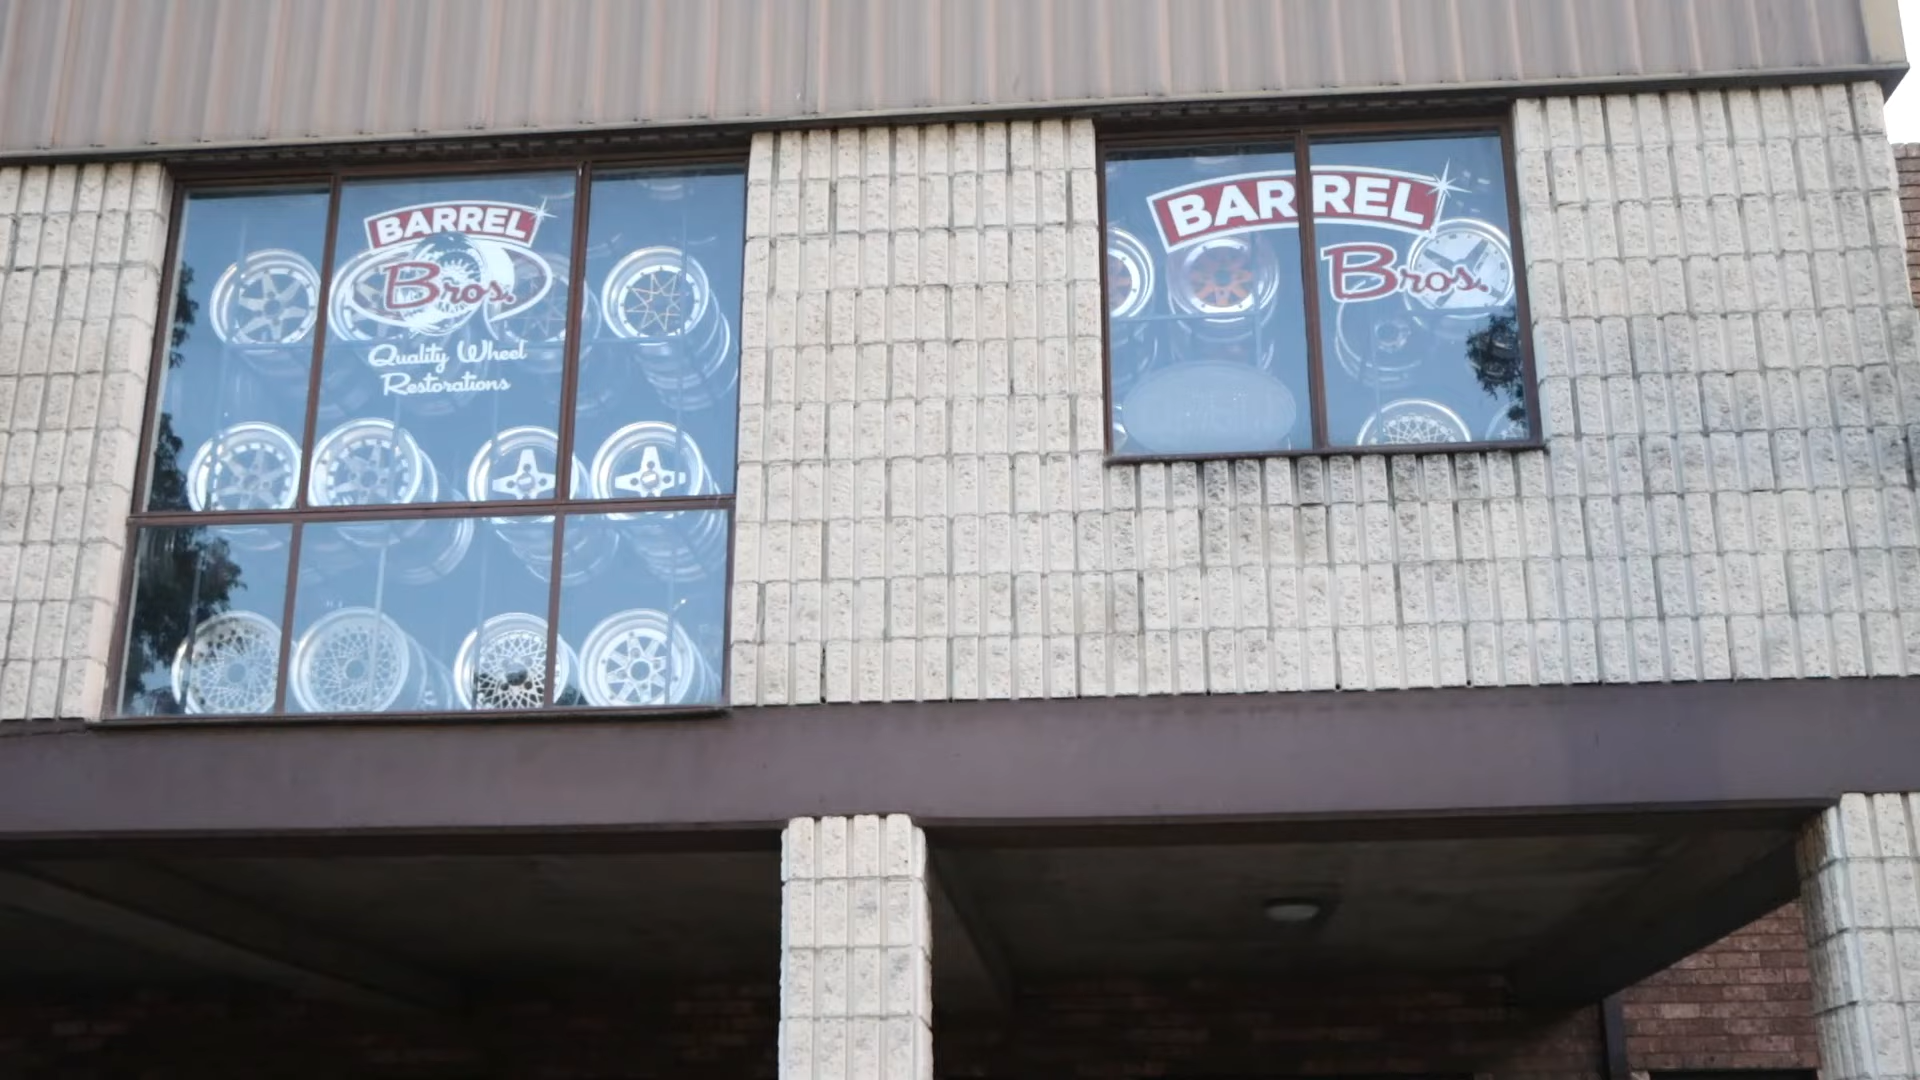 BARREL
Bros.
Quality Wheel
Restorations
BARREL
Bros.